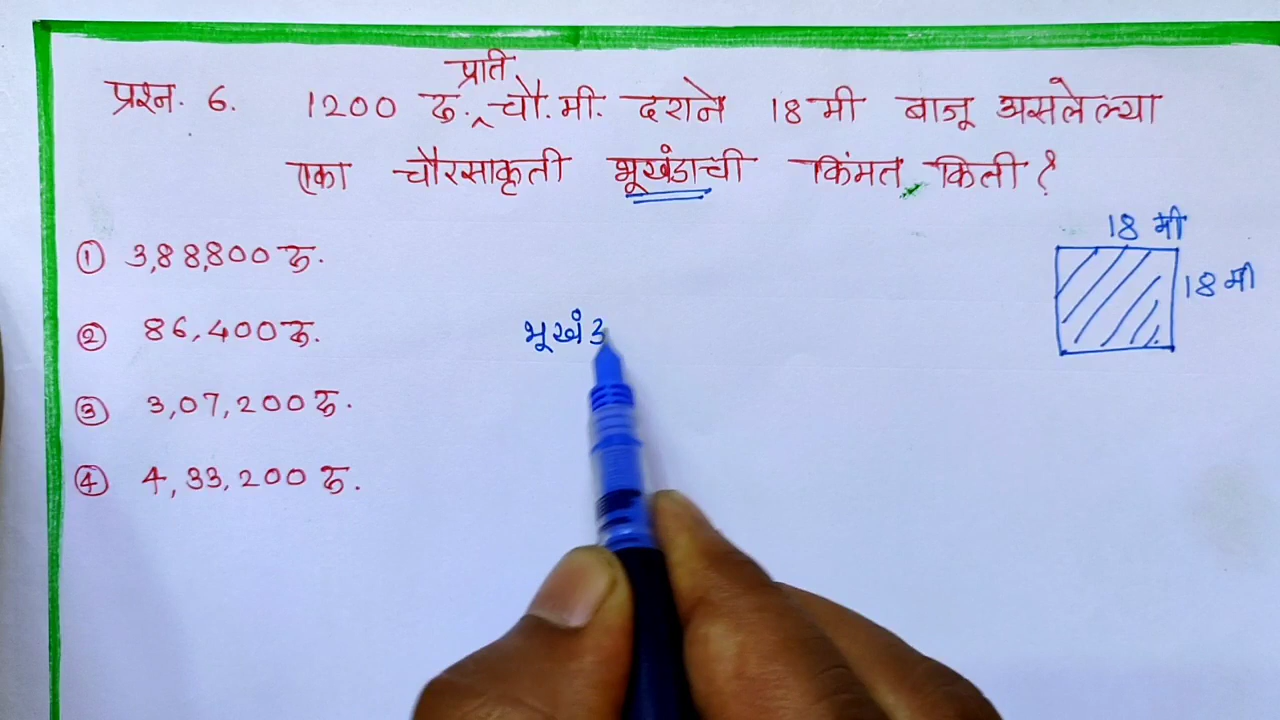 प्रति
प्रश्न. 6. 1200 रु. ^ चौ.मी. दराने 18 मी बाजू असलेल्या
एका चौरसाकृती भूखंडाची किंमत किती ?
① 3,88,800 रु.
② 86,400 रु.
③ 3,07,200 रु.
④ 4,33,200 रु.
भूखंड
18 मी
18 मी